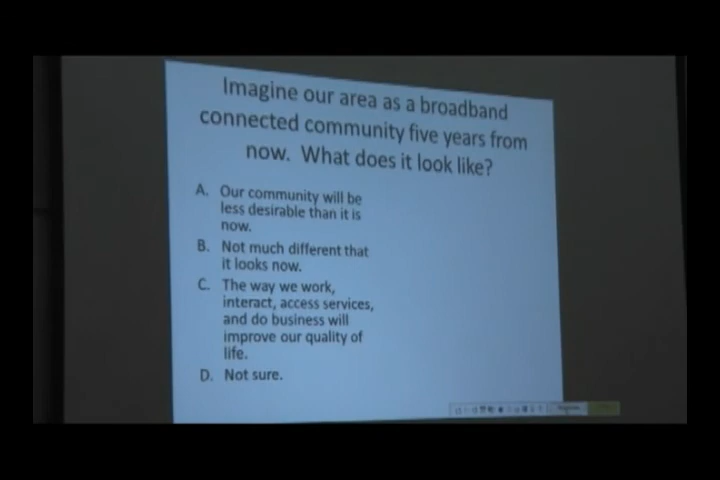 Imagine our area as a broadband
connected community five years from
now. What does it look like?
A. Our community will be
less desirable than it is
now.
B. Not much different that
it looks now.
C. The way we work,
interact, access services,
and do business will
improve our quality of
life.
D. Not sure.